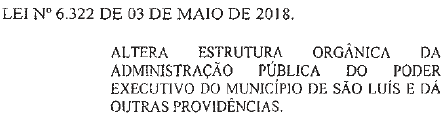 LEI Nº 6.322 DE 03 DE MAIO DE 2018.
ALTERA ESTRUTURA ORGÂNICA DA
ADMINISTRAÇÃO PÚBLICA DO PODER
EXECUTIVO DO MUNICÍPIO DE SÃO LUÍS E DÁ
OUTRAS PROVIDÊNCIAS.